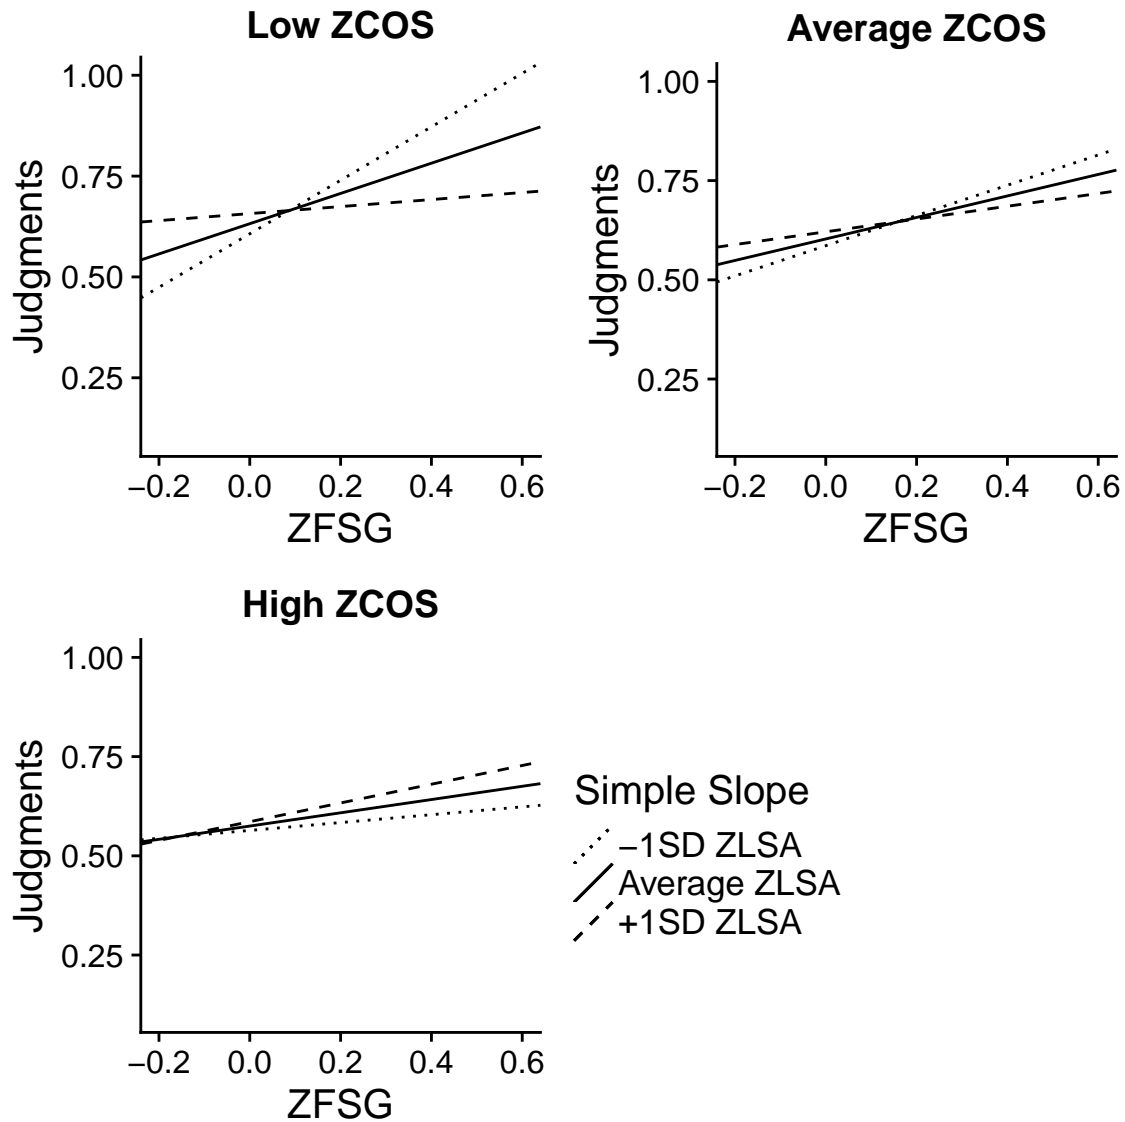 Low ZCOS
Judgments
1.00
0.75
0.50
0.25
−0.2 0.0 0.2 0.4 0.6
ZFSG
Average ZCOS
Judgments
1.00
0.75
0.50
0.25
−0.2 0.0 0.2 0.4 0.6
ZFSG
High ZCOS
Judgments
1.00
0.75
0.50
0.25
−0.2 0.0 0.2 0.4 0.6
ZFSG
Simple Slope
−1SD ZLSA
Average ZLSA
+1SD ZLSA